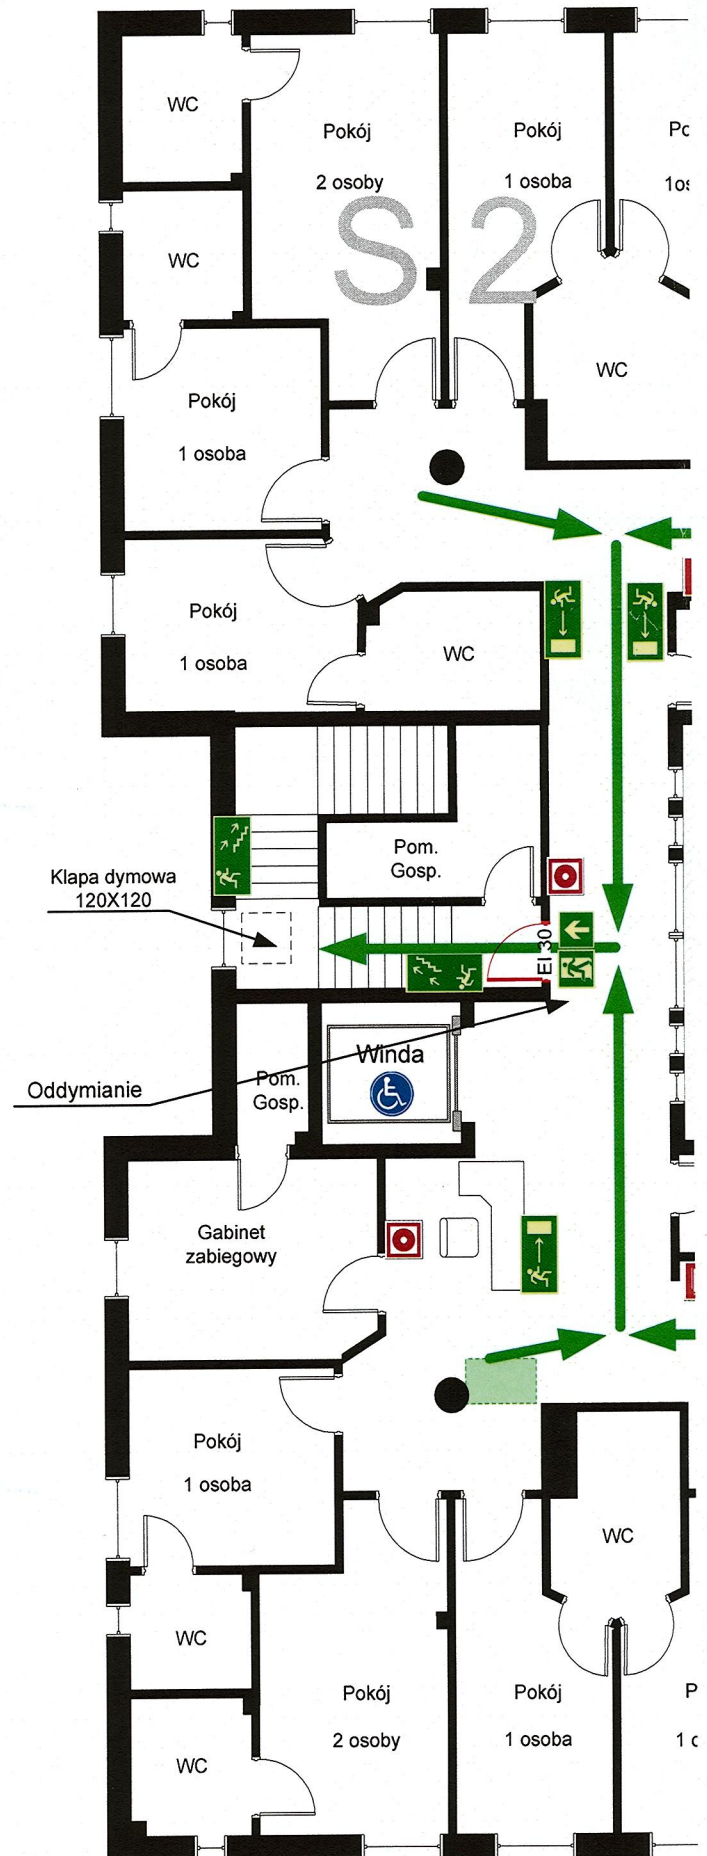 WC
Pokój
2 osoby
Pokój
1 osoba
S 2
WC
WC
Pokój
1 osoba
Pokój
1 osoba
WC
Pom.
Gosp.
Klapa dymowa
120X120
EI 30
Winda
Oddymianie
Pom.
Gosp.
Gabinet
zabiegowy
Pokój
1 osoba
WC
WC
Pokój
2 osoby
Pokój
1 osoba
WC